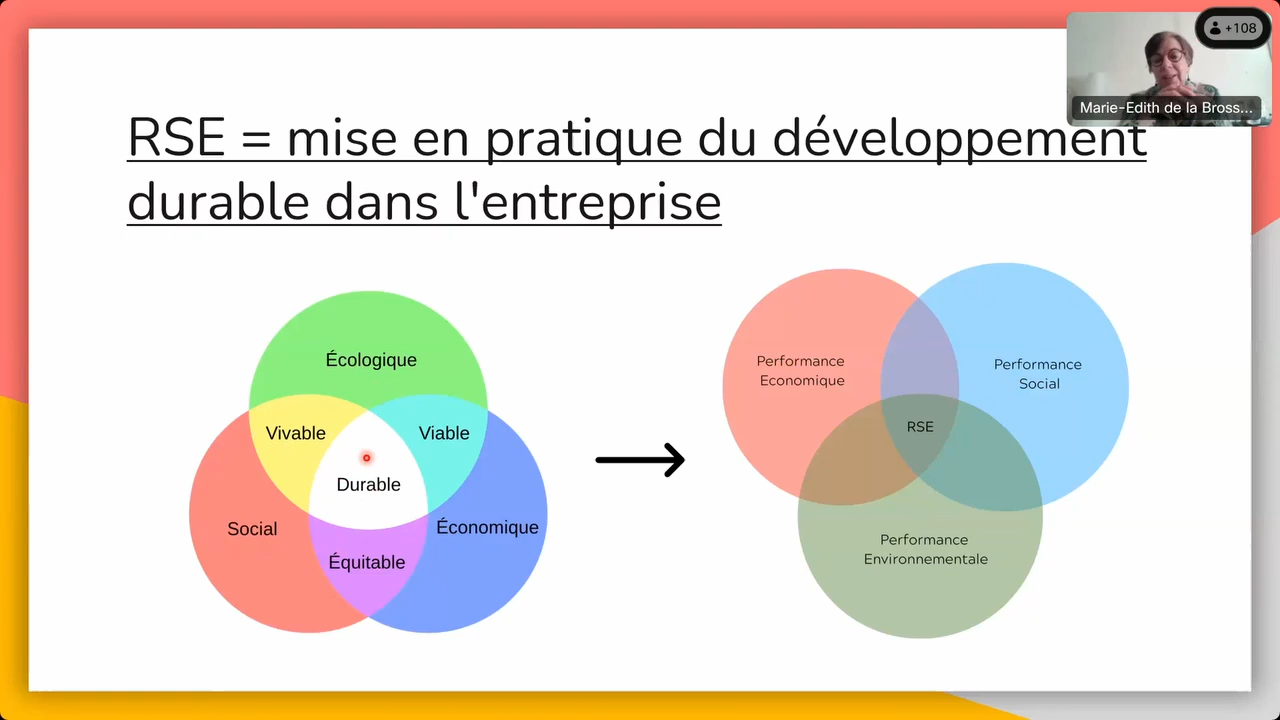 +108
Marie-Edith de la Bross...
RSE = mise en pratique du développement
durable dans l'entreprise
Écologique
Vivable
Viable
Durable
Social
Économique
Équitable
Performance
Economique
Performance
Social
RSE
Performance
Environnementale